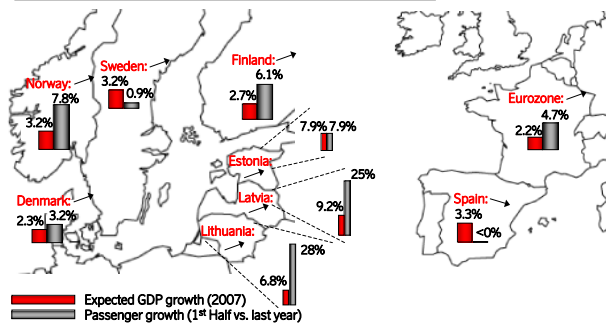 Norway:
7.8%
3.2%
Sweden:
3.2%
0.9%
Finland:
6.1%
2.7%
7.9% 7.9%
Estonia:
25%
Latvia:
9.2%
Lithuania:
28%
6.8%
Denmark:
2.3%
3.2%
Eurozone:
4.7%
2.2%
Spain:
3.3%
<0%
Expected GDP growth (2007)
Passenger growth (1st Half vs. last year)